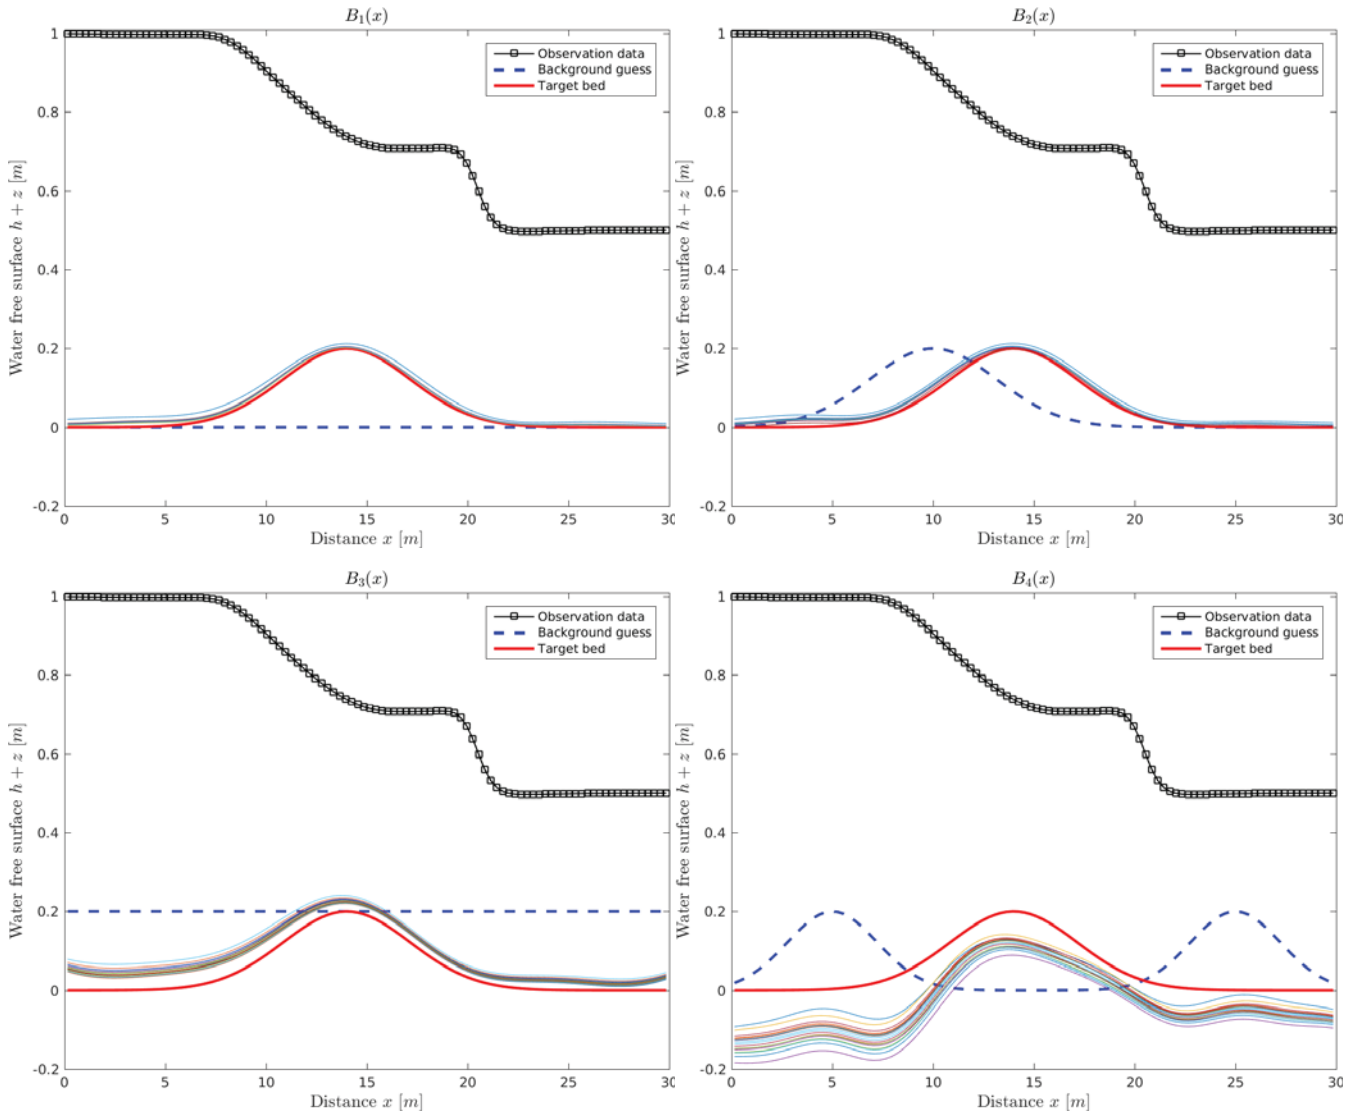 B₁(x)
Water free surface h + z [m]
1
0.8
0.6
0.4
0.2
0
-0.2
Observation data
Background guess
Target bed
0 5 10 15 20 25 30
Distance x [m]
B₂(x)
Water free surface h + z [m]
1
0.8
0.6
0.4
0.2
0
-0.2
Observation data
Background guess
Target bed
0 5 10 15 20 25 30
Distance x [m]
B₃(x)
Water free surface h + z [m]
1
0.8
0.6
0.4
0.2
0
-0.2
Observation data
Background guess
Target bed
0 5 10 15 20 25 30
Distance x [m]
B₄(x)
Water free surface h + z [m]
1
0.8
0.6
0.4
0.2
0
-0.2
Observation data
Background guess
Target bed
0 5 10 15 20 25 30
Distance x [m]